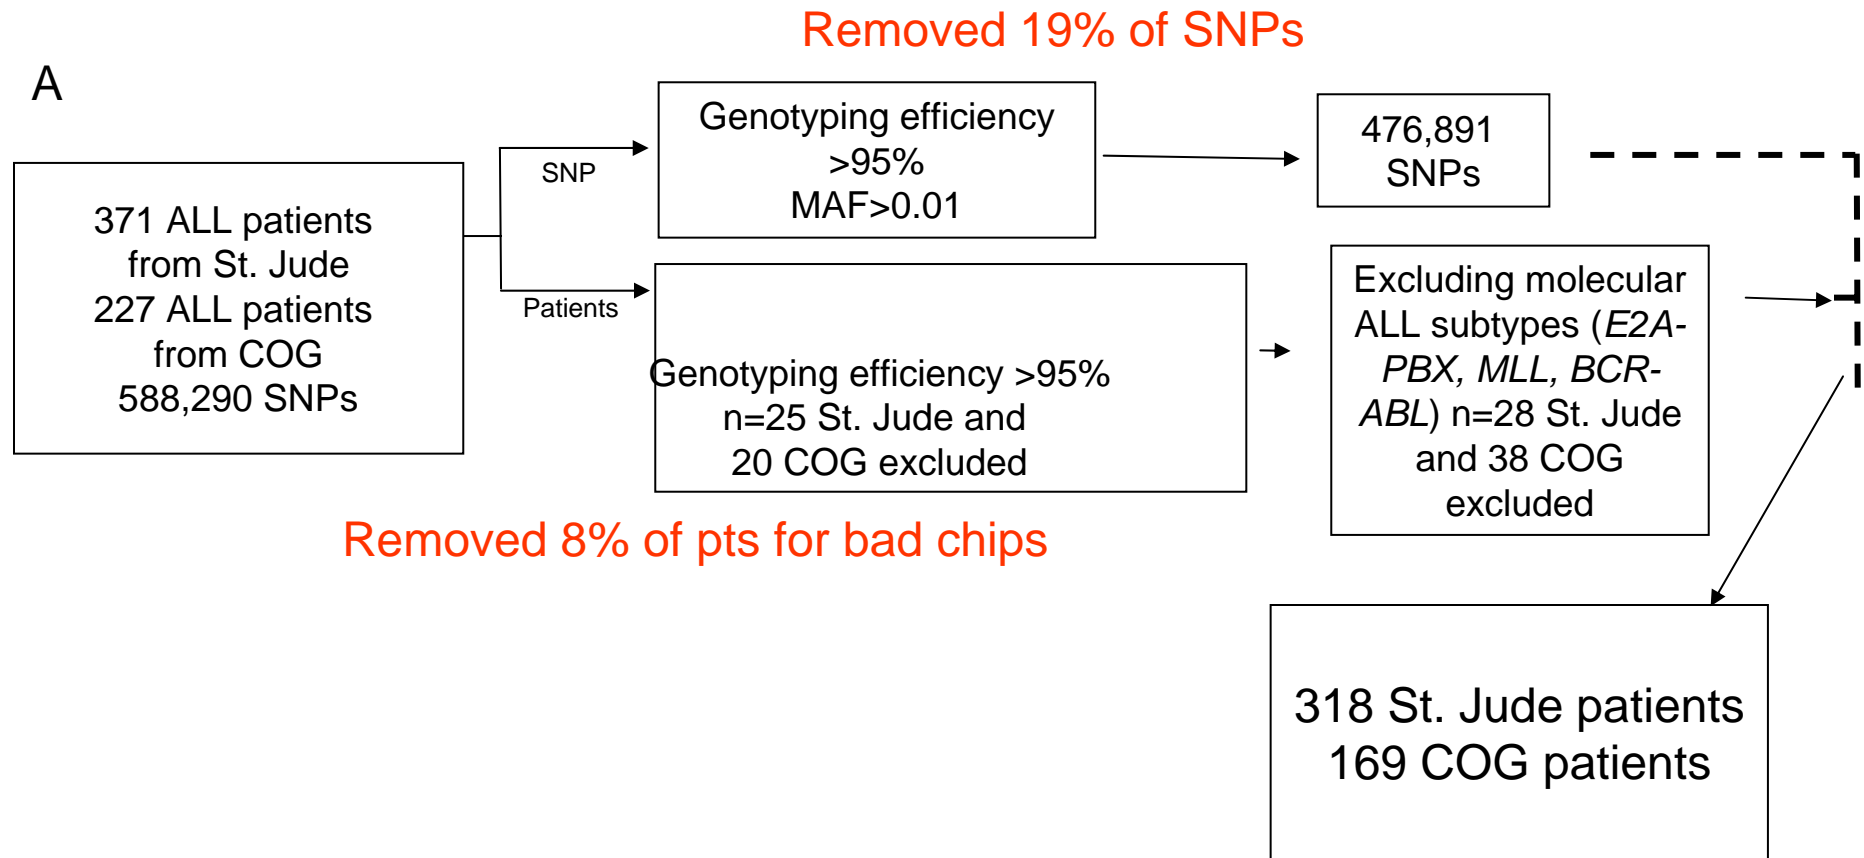 Removed 19% of SNPs
A
371 ALL patients
from St. Jude
227 ALL patients
from COG
588,290 SNPs
SNP
Genotyping efficiency
>95%
MAF>0.01
476,891
SNPs
Patients
Genotyping efficiency >95%
n=25 St. Jude and
20 COG excluded
Excluding molecular
ALL subtypes (E2A-
PBX, MLL, BCR-
ABL) n=28 St. Jude
and 38 COG
excluded
Removed 8% of pts for bad chips
318 St. Jude patients
169 COG patients